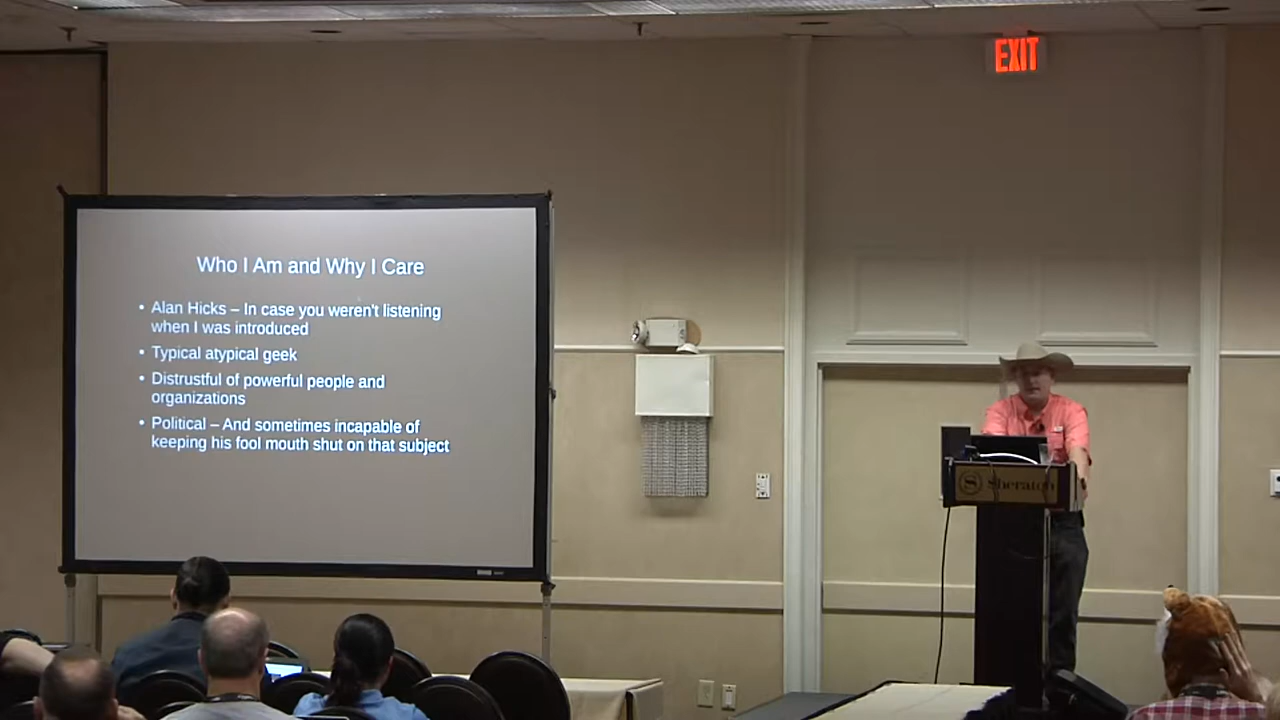 EXIT
Who I Am and Why I Care
• Alan Hicks – In case you weren't listening
when I was introduced
• Typical atypical geek
• Distrustful of powerful people and
organizations
• Political – And sometimes incapable of
keeping his fool mouth shut on that subject
Sheraton